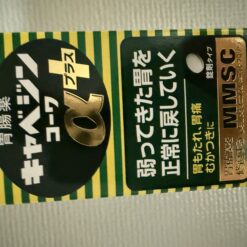 胃腸薬
キャベジン
コーワ
α
プラス
弱ってきた胃を
正常に戻していく
胃もたれ、胃痛
むかつきに
錠剤タイプ
MMSC